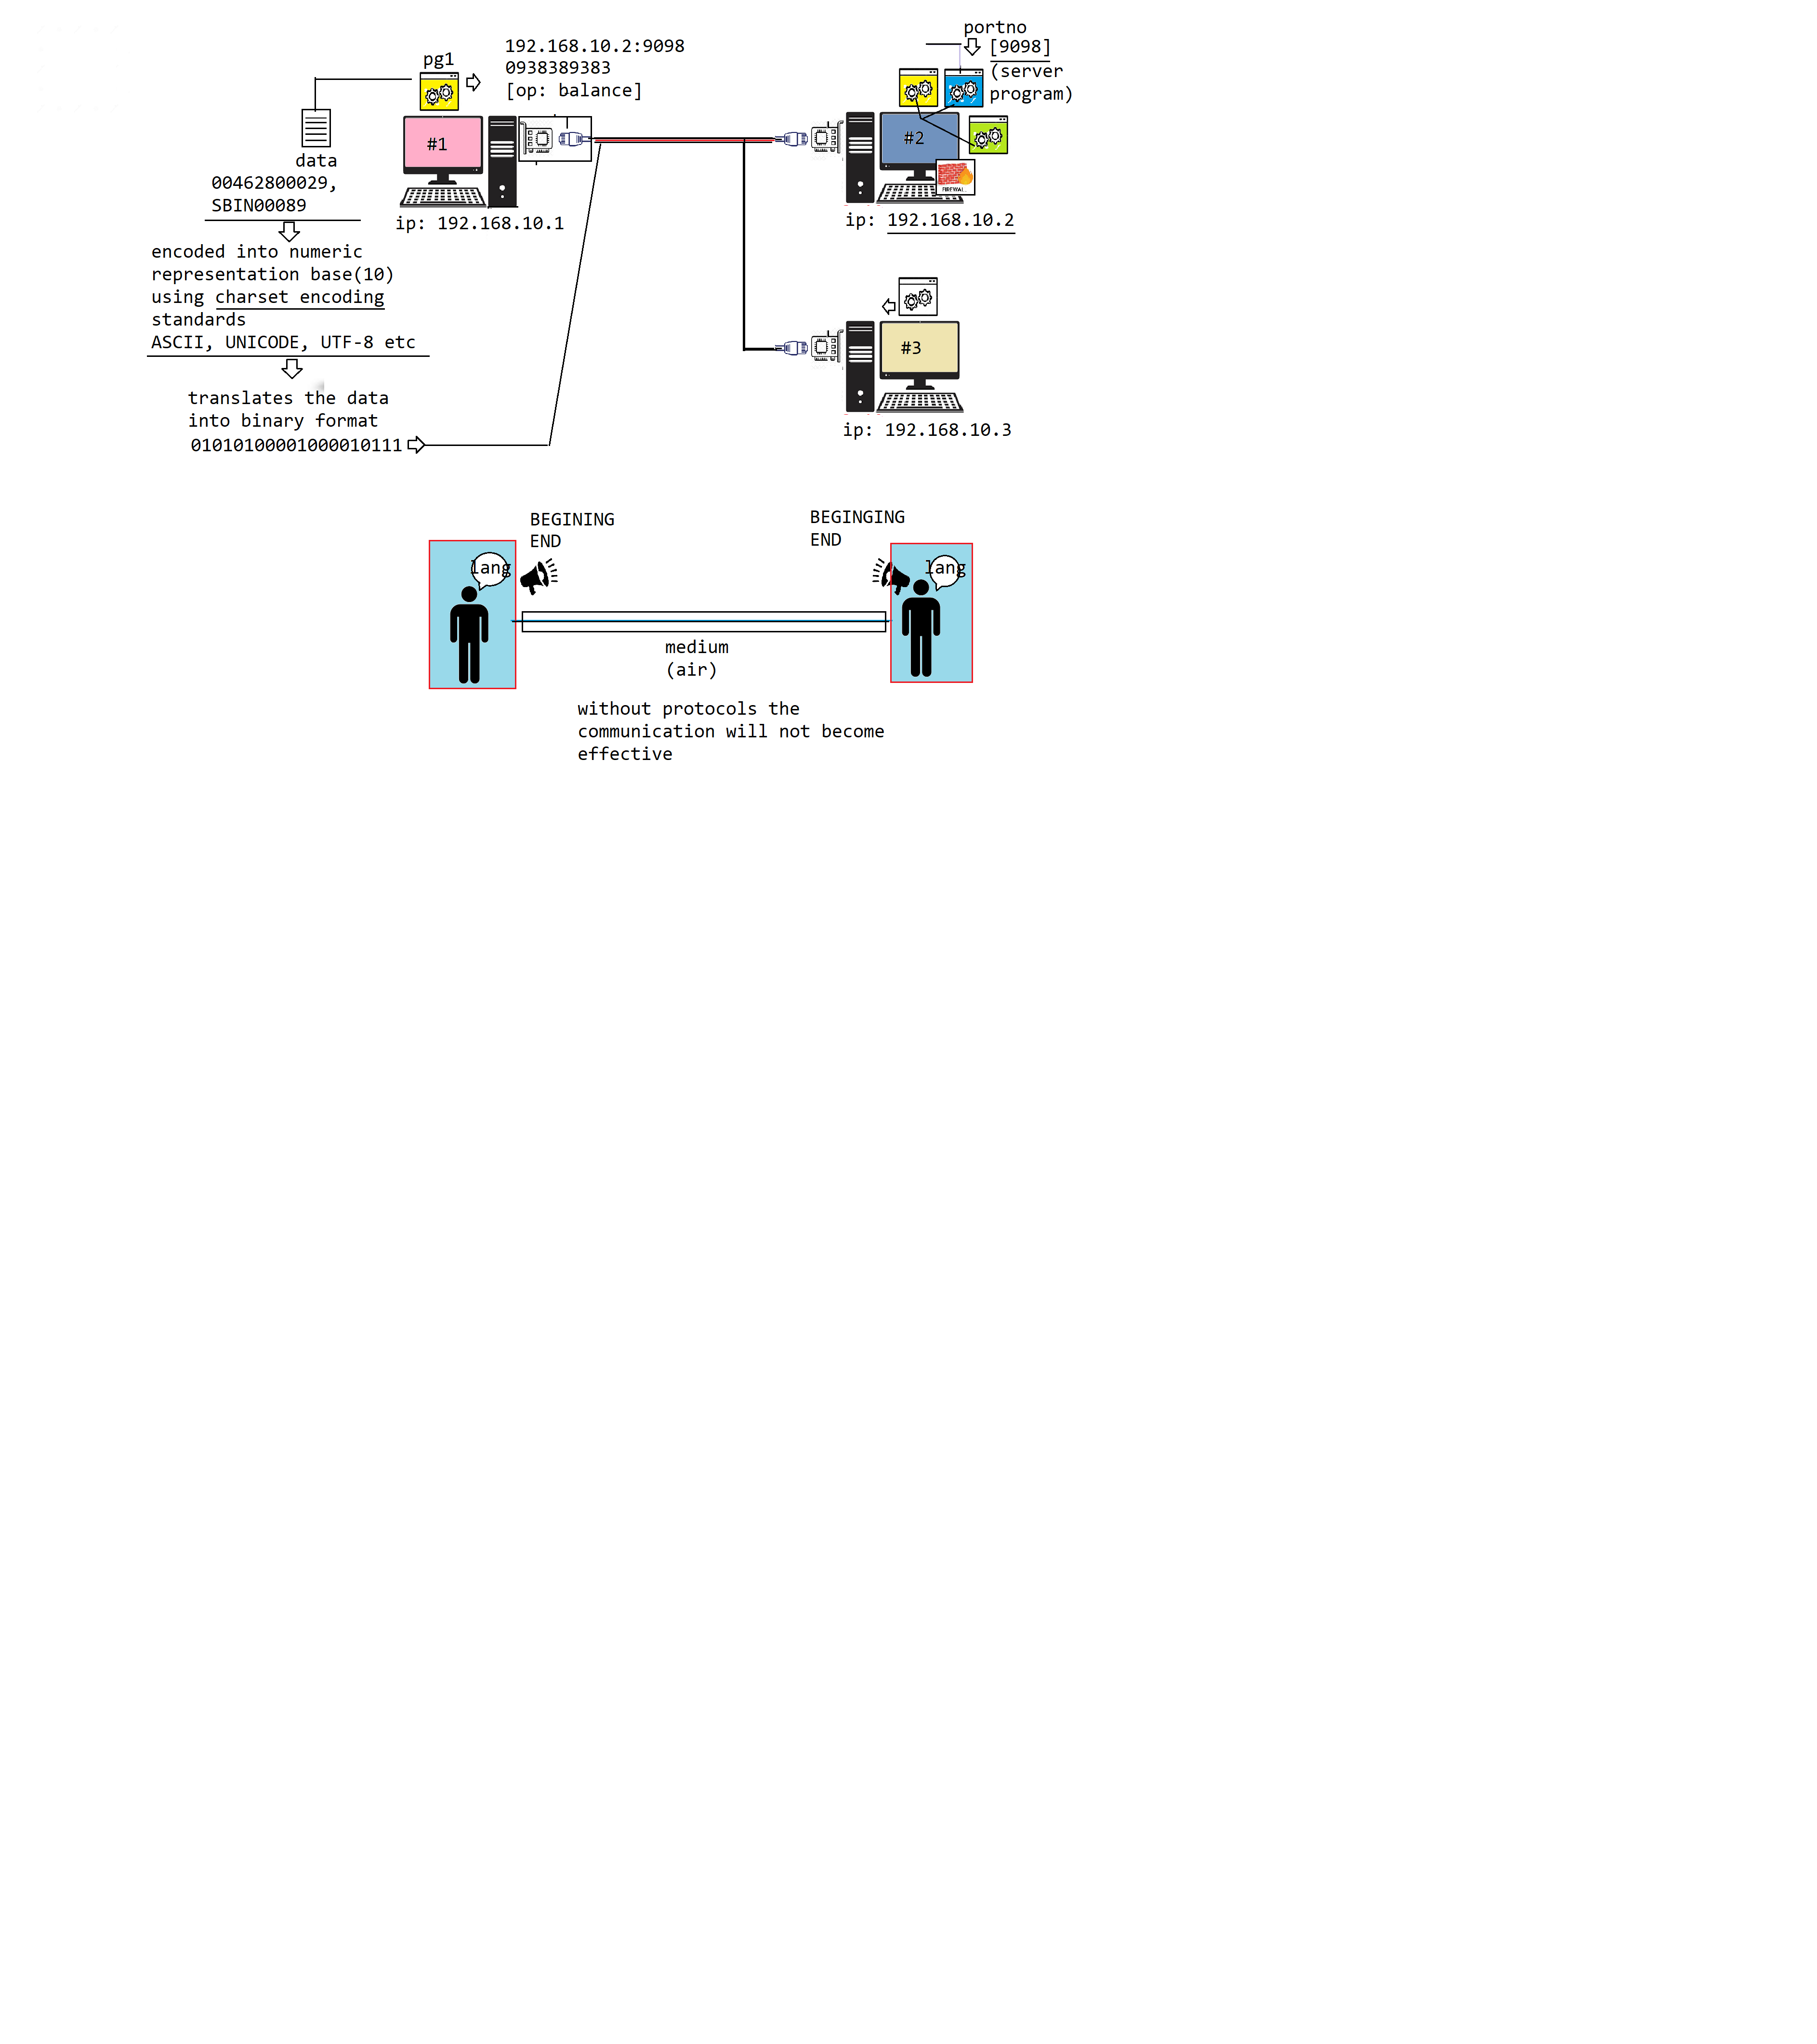 portno
[9098]
(server
program)
pg1
192.168.10.2:9098
0938389383
[op: balance]
#1
#2
FIREWAL
data
00462800029,
SBIN00089
ip: 192.168.10.1
ip: 192.168.10.2
encoded into numeric
representation base(10)
using charset encoding
standards
ASCII, UNICODE, UTF-8 etc
#3
translates the data
into binary format
01010100001000010111
ip: 192.168.10.3
BEGINING
END
BEGINGING
END
lang
lang
medium
(air)
without protocols the
communication will not become
effective